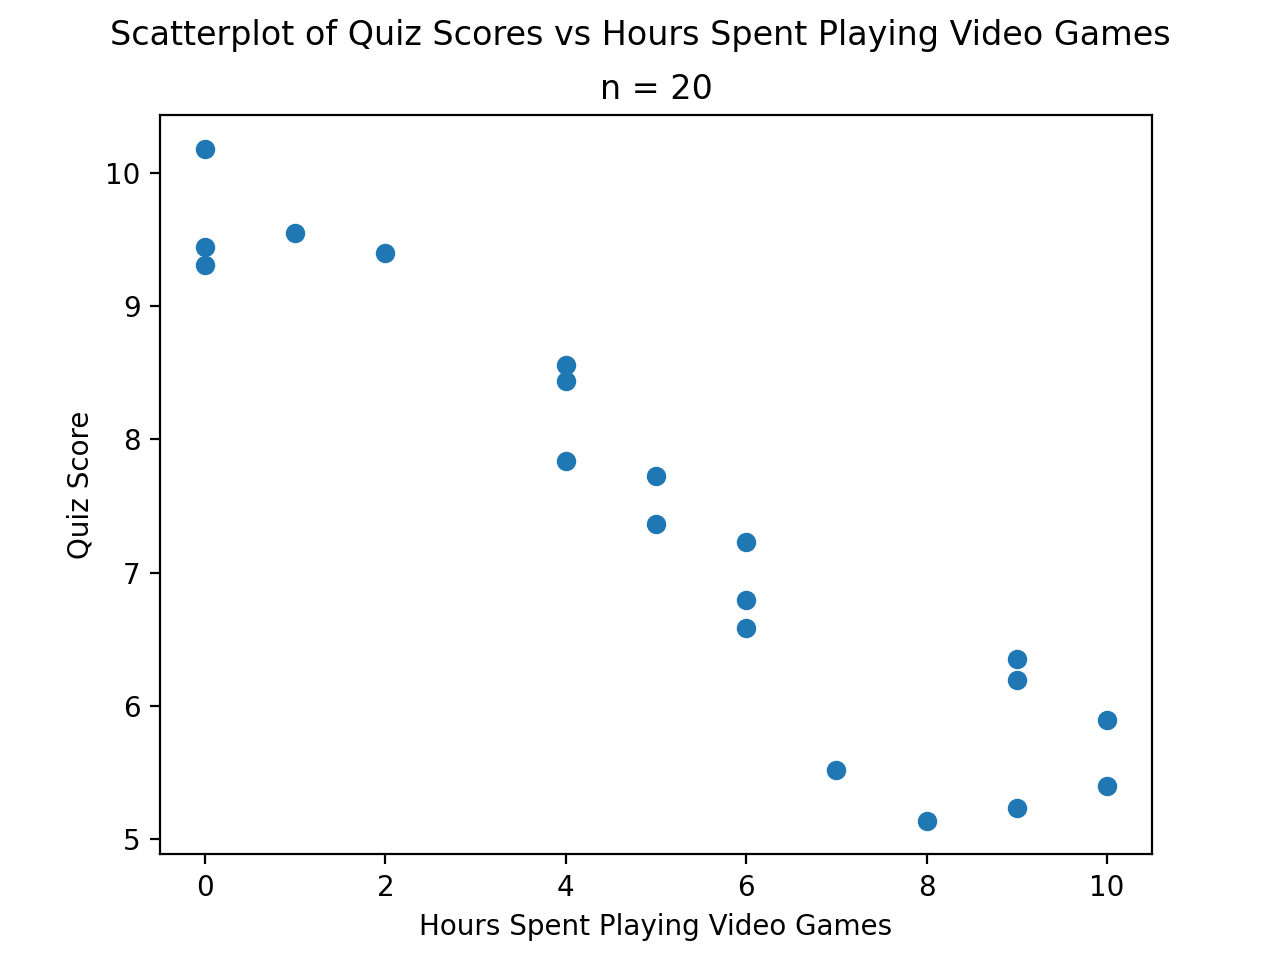 Scatterplot of Quiz Scores vs Hours Spent Playing Video Games
n = 20
10
9
8
7
6
5
Quiz Score
0 2 4 6 8 10
Hours Spent Playing Video Games